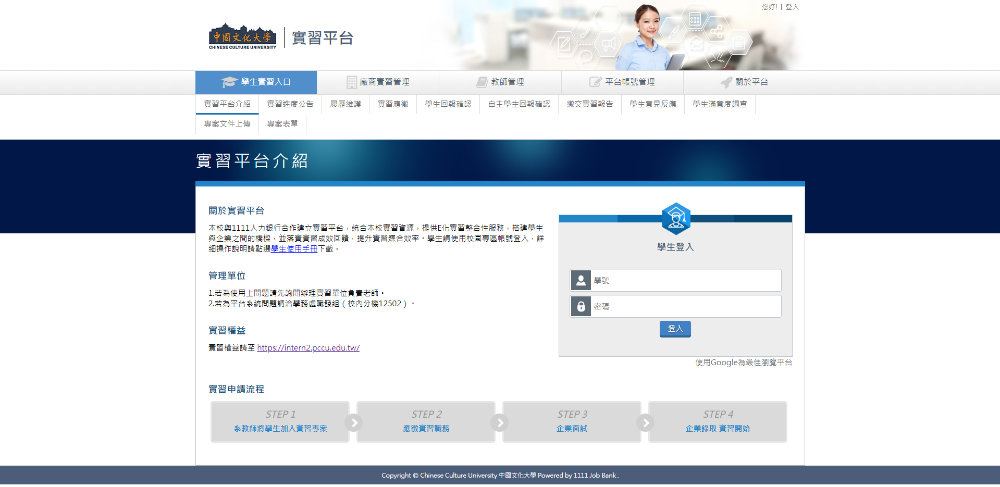 您好! | 登入
中國文化大學
CHINESE CULTURE UNIVERSITY
實習平台
學生實習入口
廠商實習管理
教師管理
平台帳號管理
關於平台
實習平台介紹
實習進度公告
履歷維護
實習應徵
學生回報確認
自主學生回報確認
繳交實習報告
學生意見反應
學生滿意度調查
專案文件上傳
專案表單
實習平台介紹
關於實習平台
本校與1111人力銀行合作建立實習平台，統合本校實習資源，提供E化實習整合性服務，搭建學生
與企業之間的橋樑，並落實實習成效回饋，提升實習媒合效率。學生請使用校園專區帳號登入，詳
細操作說明請點選學生使用手冊下載。
管理單位
1.若為使用上問題請先詢問辦理實習單位負責老師。
2.若為平台系統問題請洽學務處職發組（校內分機12502）。
實習權益
實習權益請至 https://intern2.pccu.edu.tw/
學生登入
學號
密碼
登入
使用Google為最佳瀏覽平台
實習申請流程
STEP 1
系教師將學生加入實習專案
STEP 2
應徵實習職務
STEP 3
企業面試
STEP 4
企業錄取 實習開始
Copyright © Chinese Culture University 中國文化大學 Powered by 1111 Job Bank.